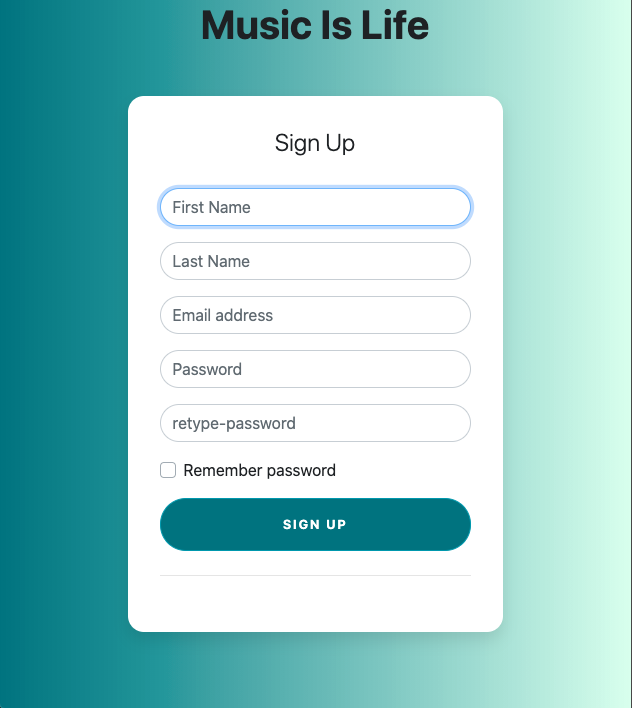 Music Is Life
Sign Up
First Name
Last Name
Email address
Password
retype-password
Remember password
SIGN UP